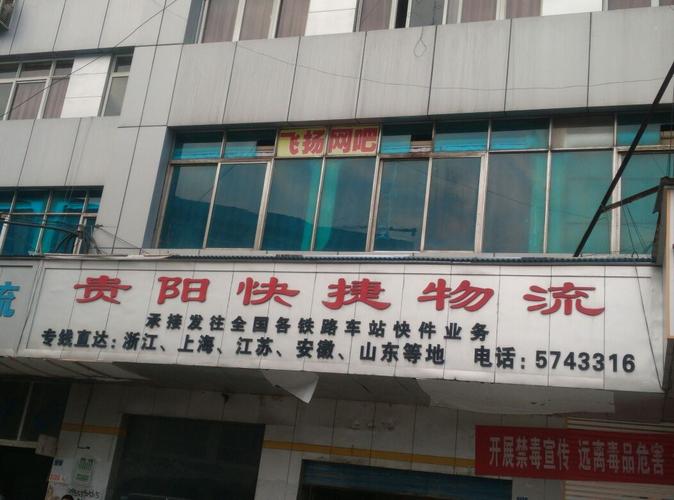 飞扬网吧
流
贵阳快捷物流
承接发往全国各铁路车站快件业务
专线直达：浙江、上海、江苏、安徽、山东等地 电话：5743316
开展禁毒宣传 远离毒品危害